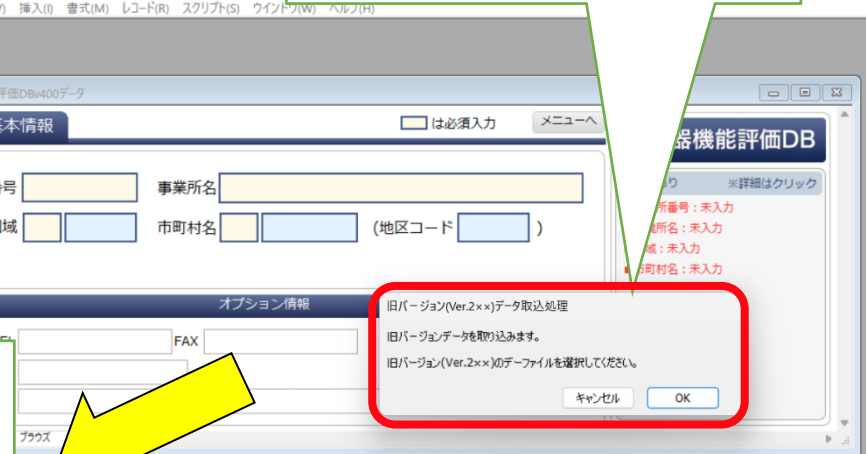 挿入(I) 書式(M) レコード(R) スクリプト(S) ウインドウ(W) ヘルプ(H)
評価DBv400データ
基本情報
は必須入力
メニューへ
器機能評価DB
番号
事業所名
※詳細はクリック
所番号：未入力
域
市町村名
(地区コード
)
所名：未入力
域：未入力
市町村名：未入力
オプション情報
旧バージョン(Ver.2××)データ取込処理
FAX
旧バージョンデータを取り込みます。
旧バージョン(Ver.2××)のデーファイルを選択してください。
キャンセル
OK
ブラウズ